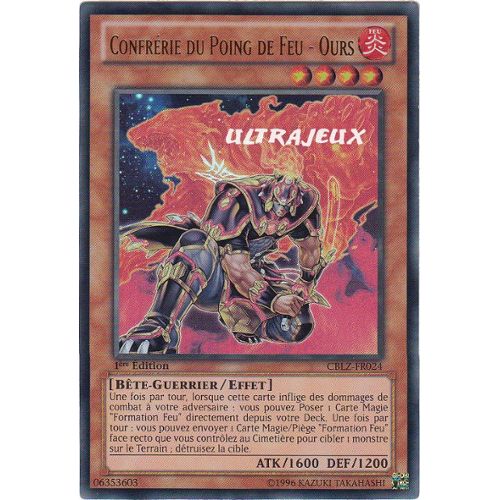 Confrérie du Poing de Feu - Ours
FEU
炎
ULTRAJEUX
1ère Edition
CBLZ-FR024
[Bête-Guerrier / Effet]
Une fois par tour, lorsque cette carte inflige des dommages de
combat à votre adversaire : vous pouvez Poser 1 Carte Magie
"Formation Feu" directement depuis votre Deck. Une fois par
tour : vous pouvez envoyer 1 Carte Magie/Piège "Formation Feu"
face recto que vous contrôlez au Cimetière pour cibler 1 monstre
sur le Terrain ; détruisez la cible.
ATK/1600 DEF/1200
06353603
©1996 KAZUKI TAKAHASHI